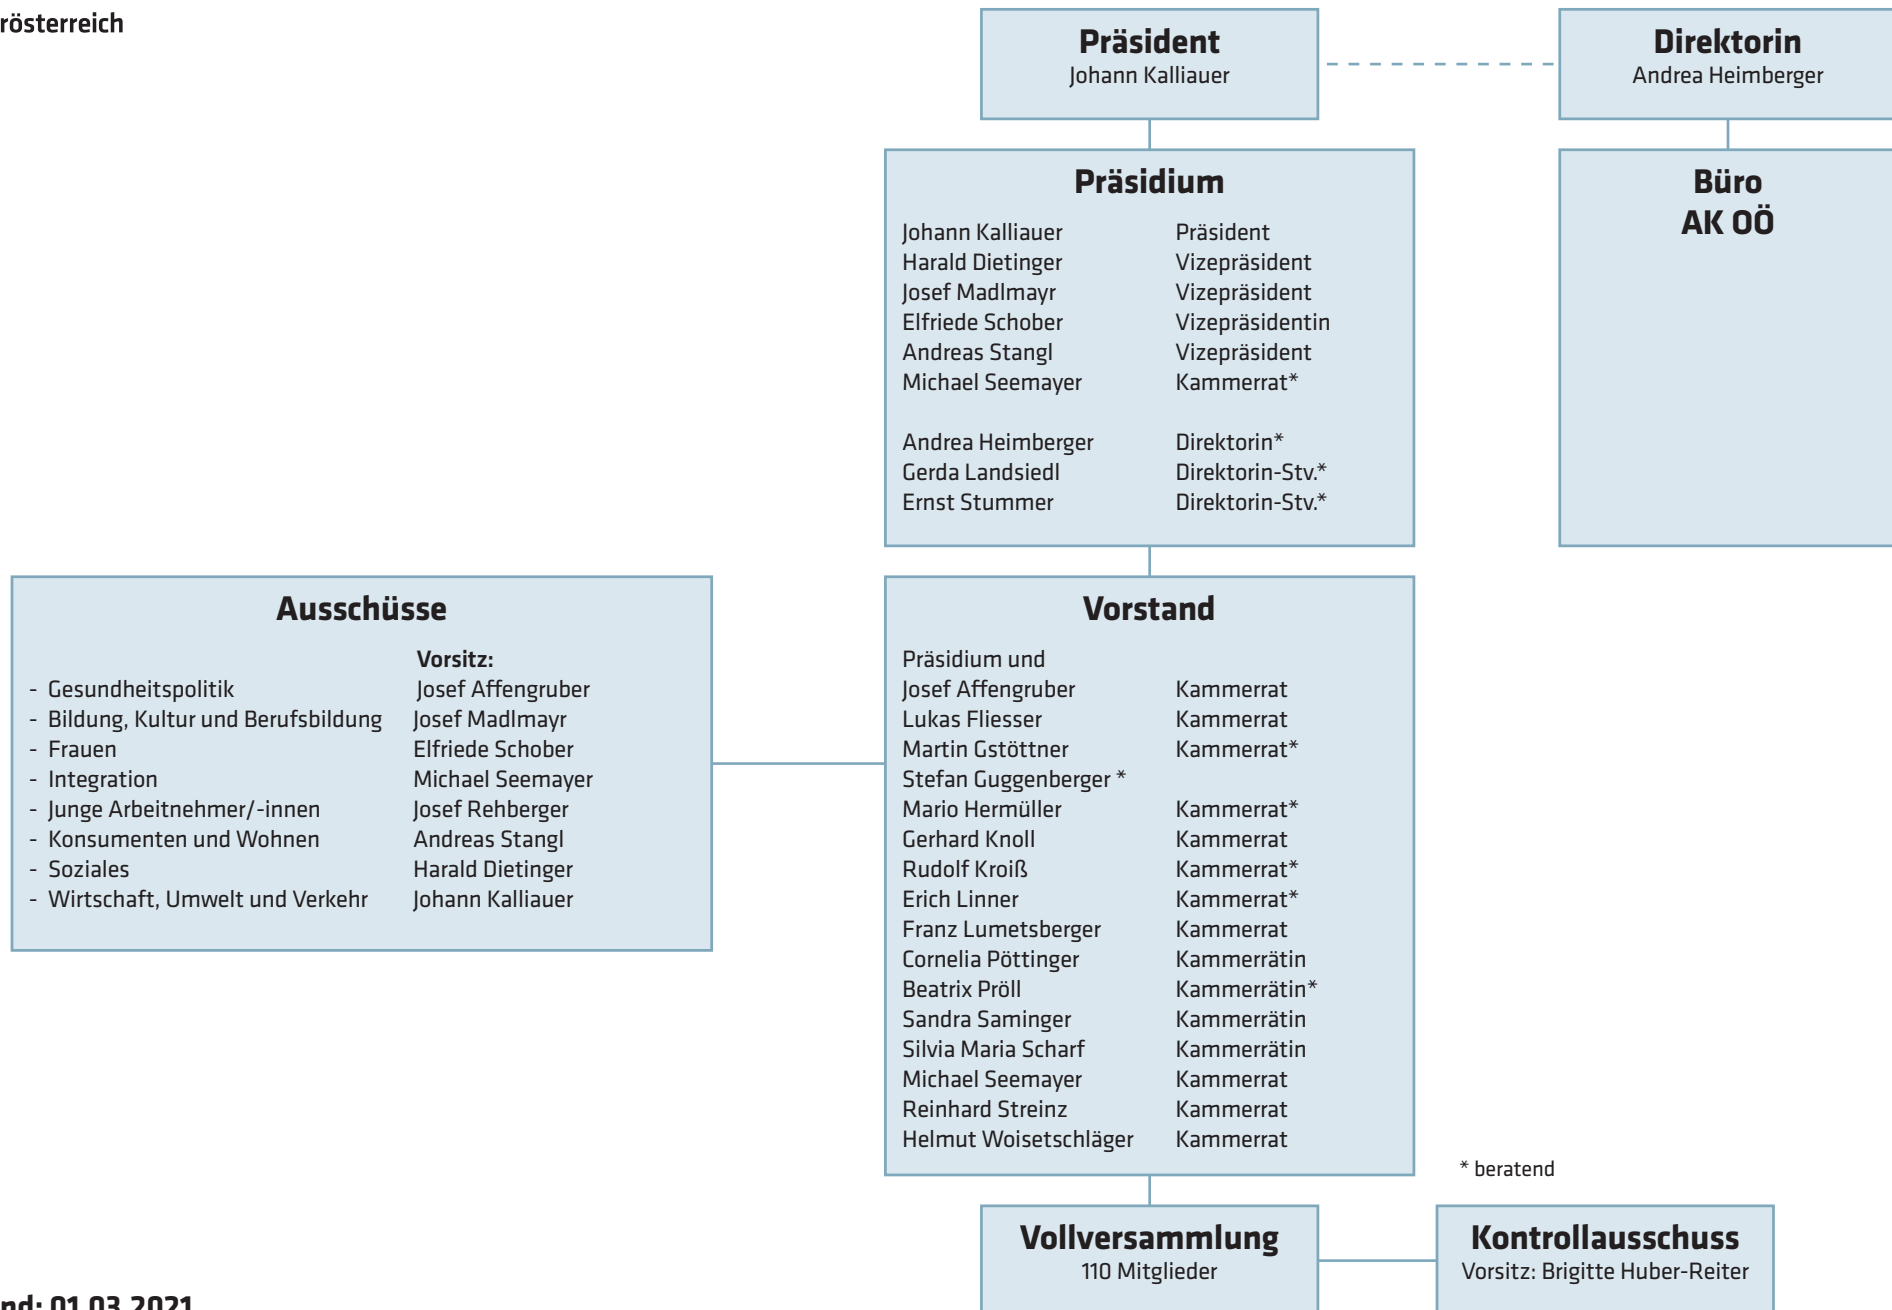 rösterreich
Präsident
Johann Kalliauer
Direktorin
Andrea Heimberger
Präsidium
Johann Kalliauer Präsident
Harald Dietinger Vizepräsident
Josef Madlmayr Vizepräsident
Elfriede Schober Vizepräsidentin
Andreas Stangl Vizepräsident
Michael Seemayer Kammerrat*
Andrea Heimberger Direktorin*
Gerda Landsiedl Direktorin-Stv.*
Ernst Stummer Direktorin-Stv.*
Büro
AK OÖ
Ausschüsse
Vorsitz:
- Gesundheitspolitik Josef Affengruber
- Bildung, Kultur und Berufsbildung Josef Madlmayr
- Frauen Elfriede Schober
- Integration Michael Seemayer
- Junge Arbeitnehmer/-innen Josef Rehberger
- Konsumenten und Wohnen Andreas Stangl
- Soziales Harald Dietinger
- Wirtschaft, Umwelt und Verkehr Johann Kalliauer
Vorstand
Präsidium und
Josef Affengruber Kammerrat
Lukas Fliesser Kammerrat
Martin Gstöttner Kammerrat*
Stefan Guggenberger *
Mario Hermüller Kammerrat*
Gerhard Knoll Kammerrat
Rudolf Kroiß Kammerrat*
Erich Linner Kammerrat*
Franz Lumetsberger Kammerrat
Cornelia Pöttinger Kammerrätin
Beatrix Pröll Kammerrätin*
Sandra Saminger Kammerrätin
Silvia Maria Scharf Kammerrätin
Michael Seemayer Kammerrat
Reinhard Streinz Kammerrat
Helmut Woisetschläger Kammerrat
* beratend
Vollversammlung
110 Mitglieder
Kontrollausschuss
Vorsitz: Brigitte Huber-Reiter
nd: 01.03.2021